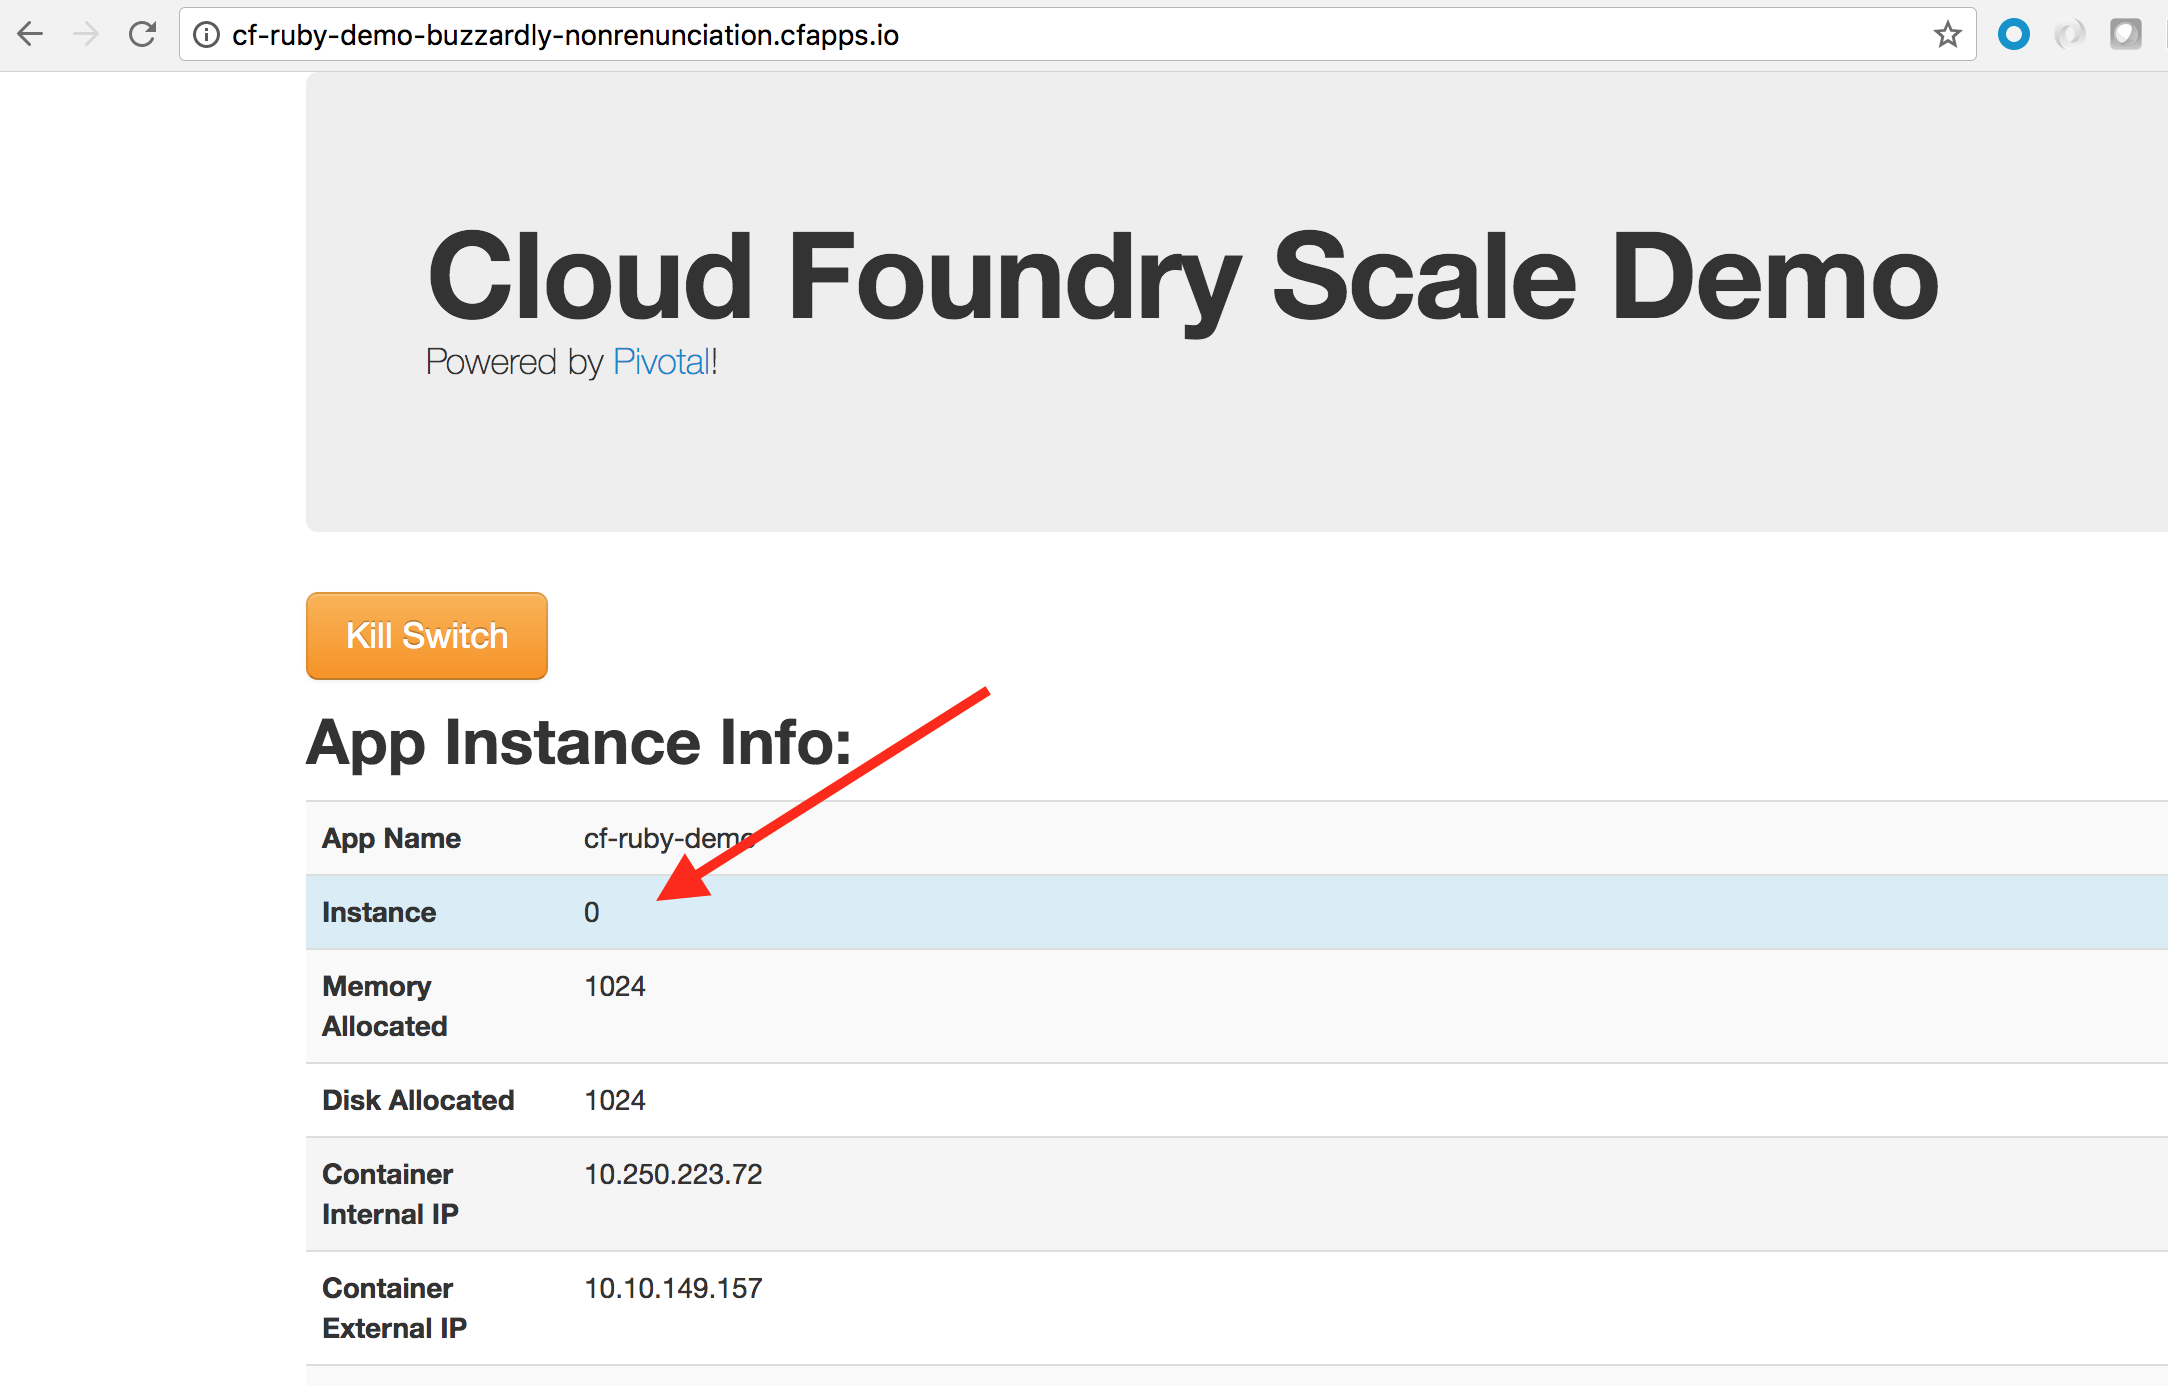 cf-ruby-demo-buzzardly-nonrenunciation.cfapps.io
Cloud Foundry Scale Demo
Powered by Pivotal!
Kill Switch
App Instance Info:
App Name cf-ruby-demo
Instance 0
Memory 1024
Allocated
Disk Allocated 1024
Container 10.250.223.72
Internal IP
Container 10.10.149.157
External IP